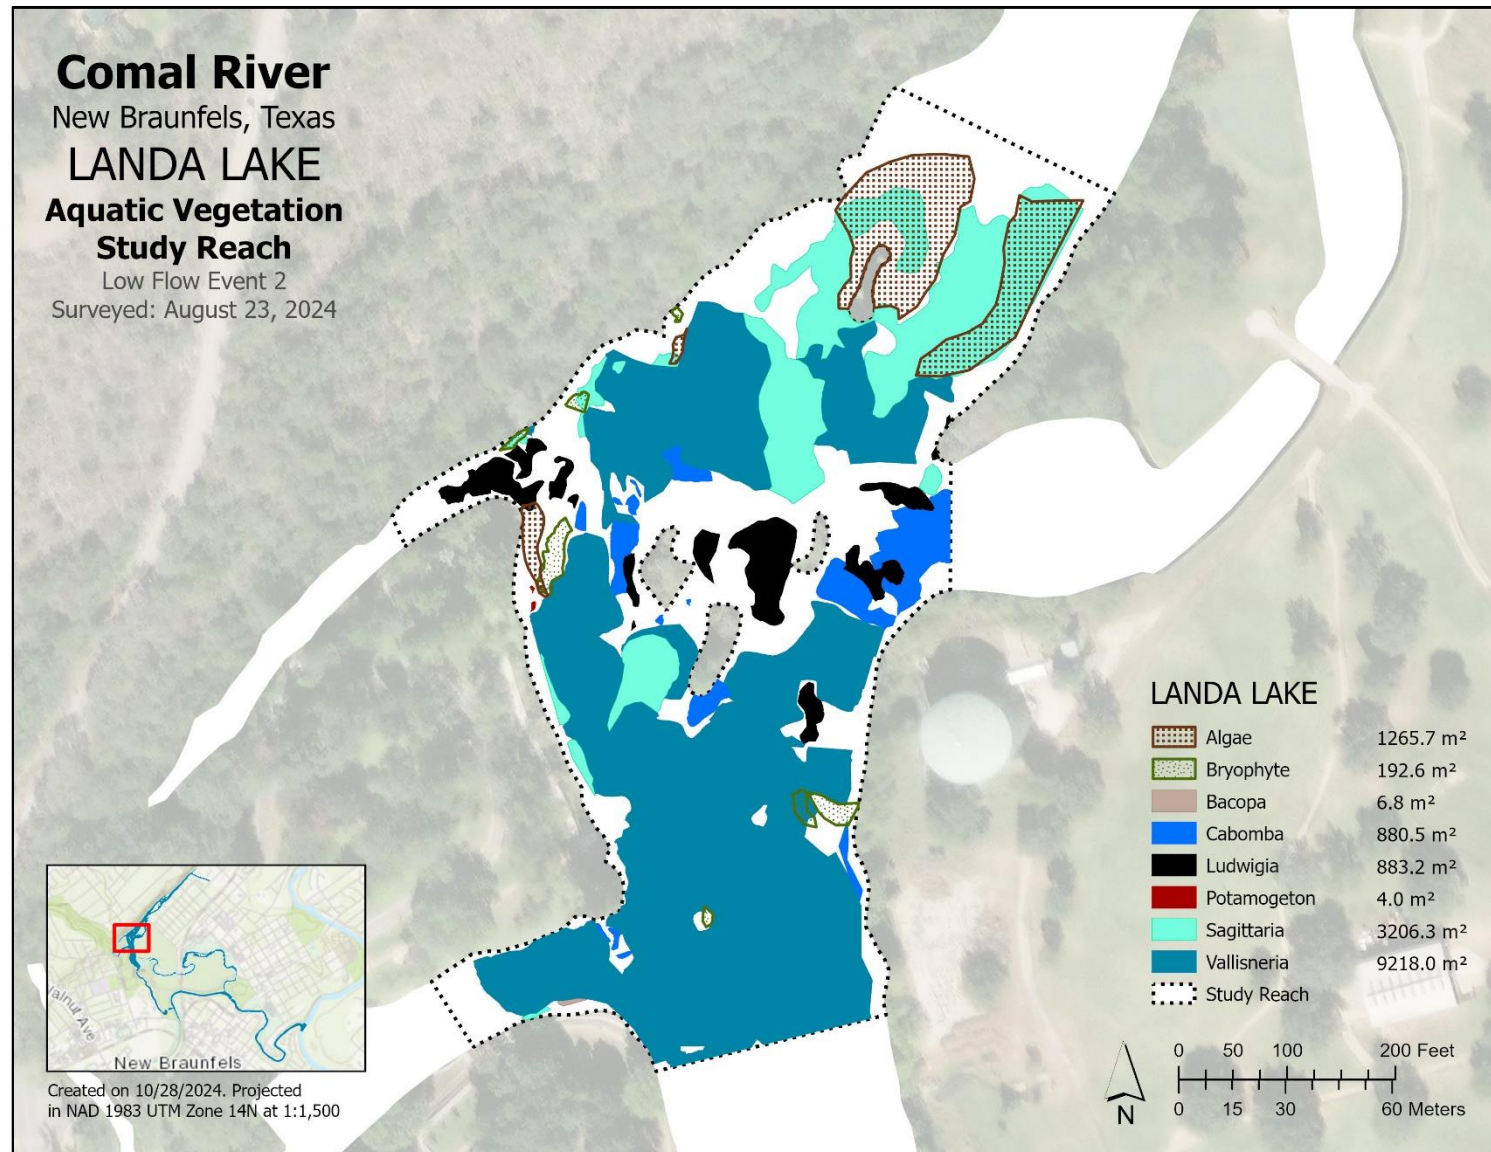 Comal River
New Braunfels, Texas
LANDA LAKE
Aquatic Vegetation
Study Reach
Low Flow Event 2
Surveyed: August 23, 2024
LANDA LAKE
Algae 1265.7 m²
Bryophyte 192.6 m²
Bacopa 6.8 m²
Cabomba 880.5 m²
Ludwigia 883.2 m²
Potamogeton 4.0 m²
Sagittaria 3206.3 m²
Vallisneria 9218.0 m²
Study Reach
0 50 100 200 Feet
0 15 30 60 Meters
N
Ave
New Braunfels
Created on 10/28/2024. Projected
in NAD 1983 UTM Zone 14N at 1:1,500